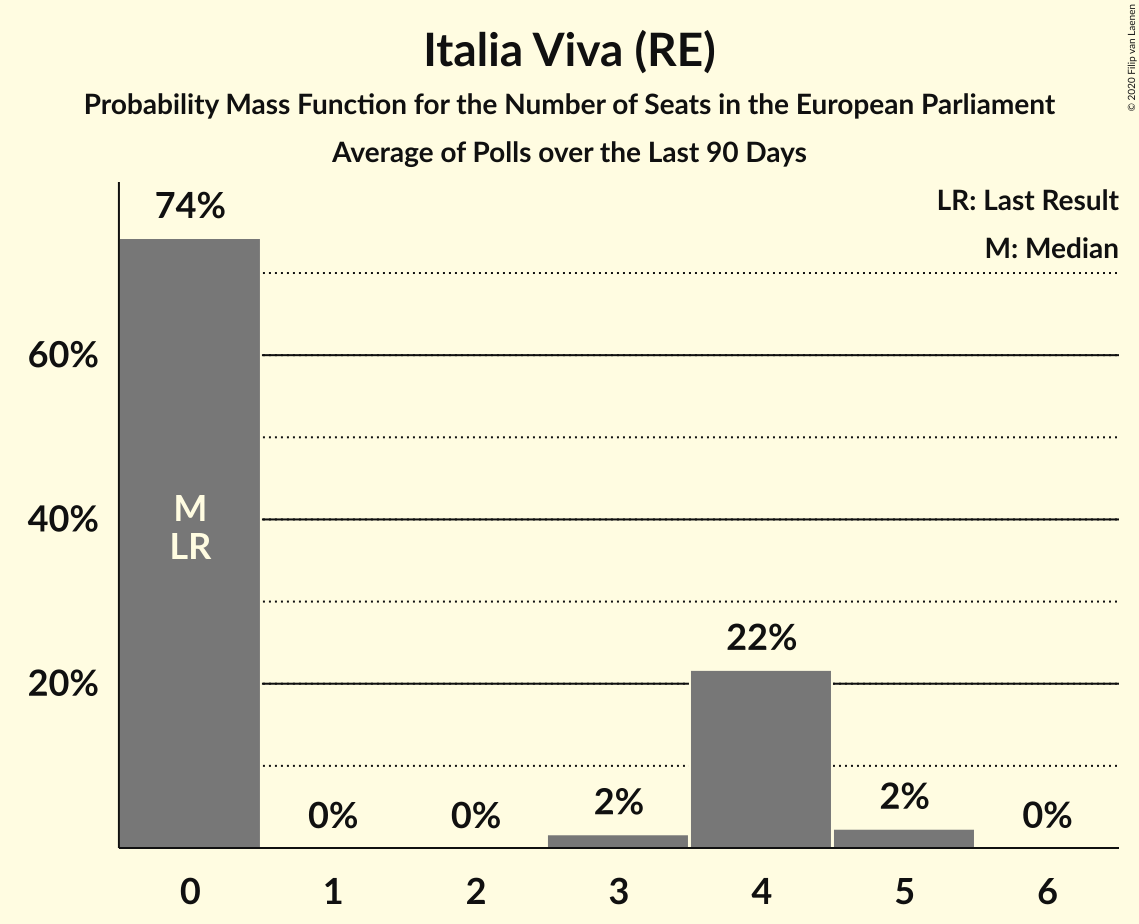 Italia Viva (RE)
Probability Mass Function for the Number of Seats in the European Parliament
Average of Polls over the Last 90 Days
© 2020 Filip van Laenen
LR: Last Result
M: Median
74%
60%
40%
20%
M
LR
0%
0%
2%
22%
2%
0%
0
1
2
3
4
5
6